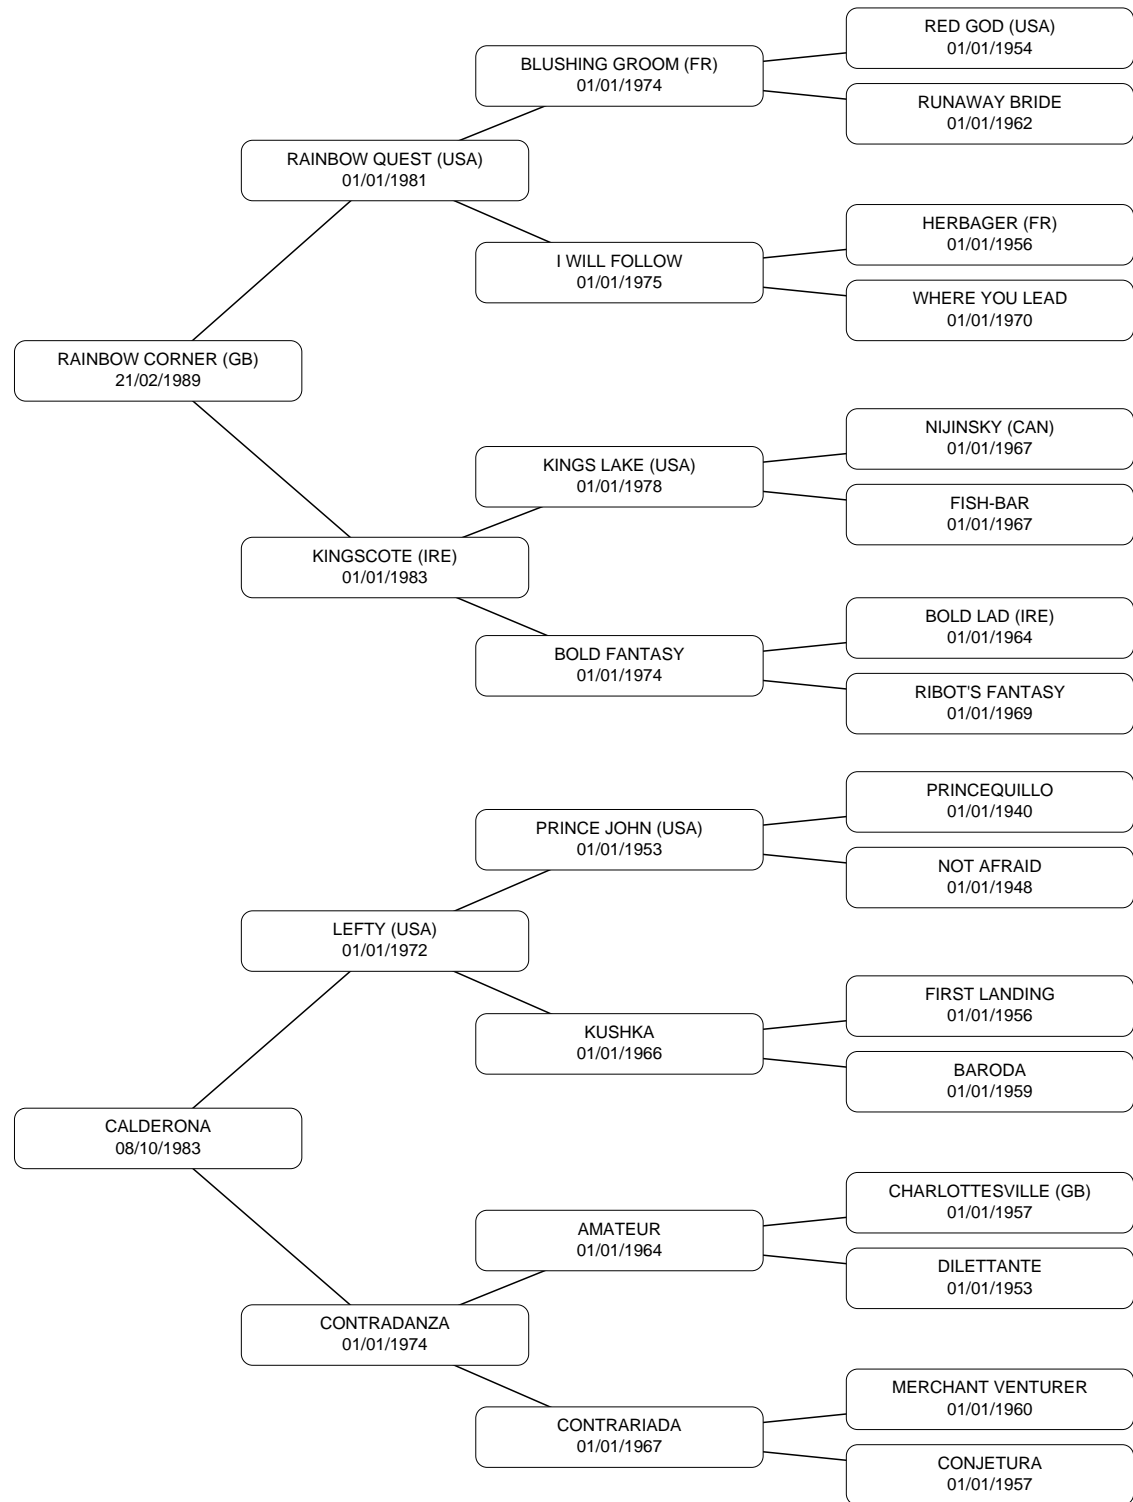 RED GOD (USA)
01/01/1954
BLUSHING GROOM (FR)
01/01/1974
RUNAWAY BRIDE
01/01/1962
RAINBOW QUEST (USA)
01/01/1981
HERBAGER (FR)
01/01/1956
I WILL FOLLOW
01/01/1975
WHERE YOU LEAD
01/01/1970
RAINBOW CORNER (GB)
21/02/1989
NIJINSKY (CAN)
01/01/1967
KINGS LAKE (USA)
01/01/1978
FISH-BAR
01/01/1967
KINGSCOTE (IRE)
01/01/1983
BOLD LAD (IRE)
01/01/1964
BOLD FANTASY
01/01/1974
RIBOT'S FANTASY
01/01/1969
PRINCEQUILLO
01/01/1940
PRINCE JOHN (USA)
01/01/1953
NOT AFRAID
01/01/1948
LEFTY (USA)
01/01/1972
FIRST LANDING
01/01/1956
KUSHKA
01/01/1966
BARODA
01/01/1959
CALDERONA
08/10/1983
CHARLOTTESVILLE (GB)
01/01/1957
AMATEUR
01/01/1964
DILETTANTE
01/01/1953
CONTRADANZA
01/01/1974
MERCHANT VENTURER
01/01/1960
CONTRARIADA
01/01/1967
CONJETURA
01/01/1957